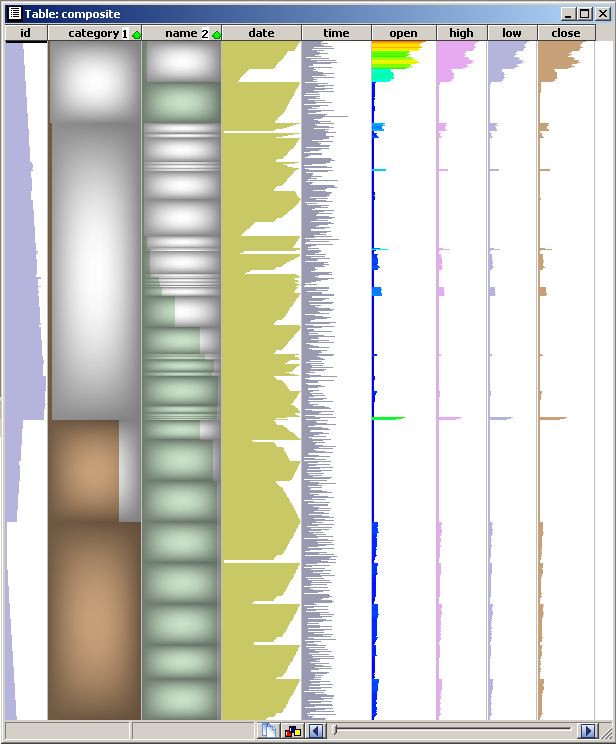 Table: composite
id category 1 name 2 date time open high low close